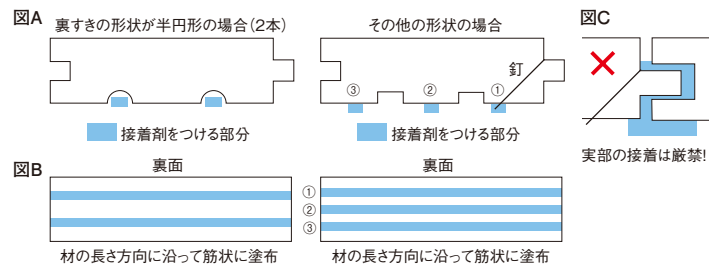 図A
裏すきの形状が半円形の場合(2本)
その他の形状の場合
図C
釘
③
②
①
接着剤をつける部分
接着剤をつける部分
実部の接着は厳禁!
図B
裏面
裏面
①
②
③
材の長さ方向に沿って筋状に塗布
材の長さ方向に沿って筋状に塗布